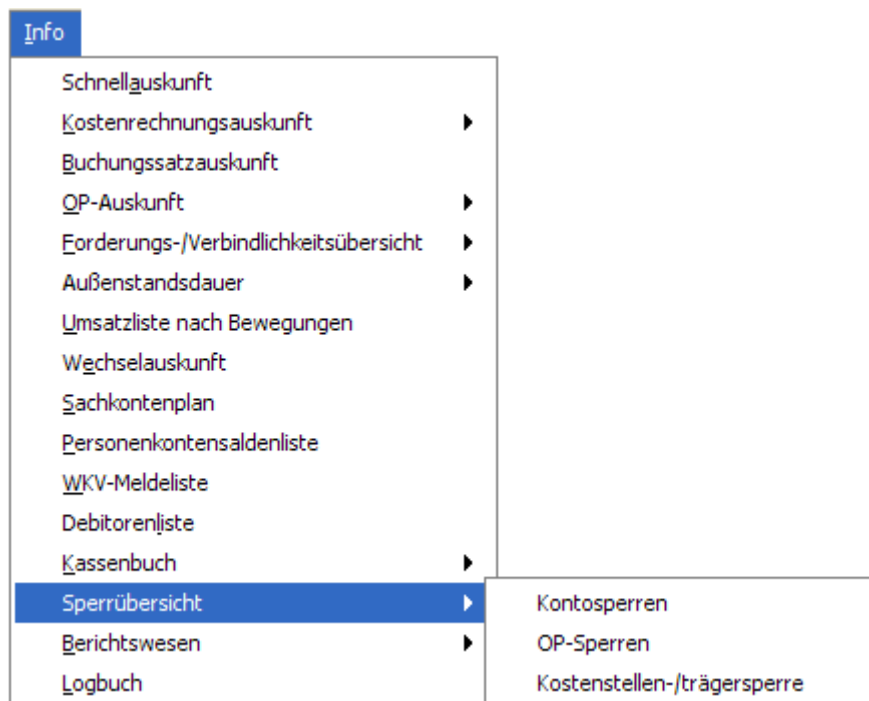 Info
Schnellauskunft
Kostenrechnungsauskunft
Buchungssatzauskunft
OP-Auskunft
Forderungs-/Verbindlichkeitsübersicht
Außenstandsdauer
Umsatzliste nach Bewegungen
Wechselauskunft
Sachkontenplan
Personenkontensaldenliste
WKV-Meldeliste
Debitorenliste
Kassenbuch
Sperrübersicht
Kontosperren
Berichtswesen
OP-Sperren
Logbuch
Kostenstellen-/trägersperre